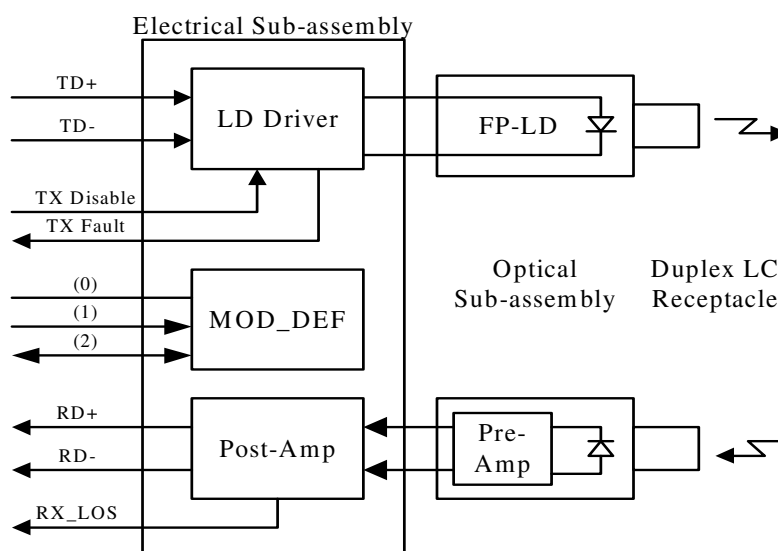 Electrical Sub-assembly
TD+
LD Driver
FP-LD
TD-
TX Disable
TX Fault
Optical
Sub-assembly
Duplex LC
Receptacle
(0)
(1)
MOD_DEF
(2)
RD+
Post-Amp
Pre-
Amp
RD-
RX_LOS